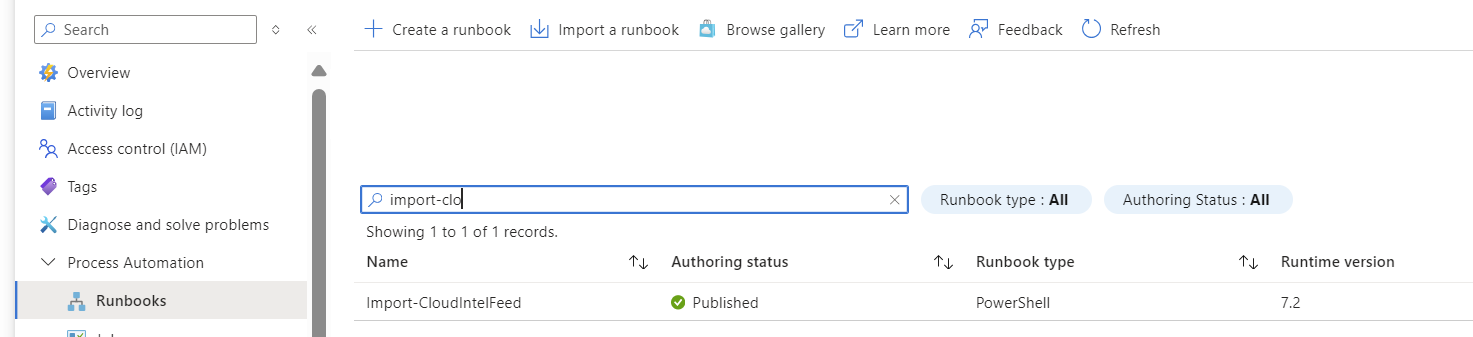 Search
Create a runbook Import a runbook Browse gallery Learn more Feedback Refresh
Overview
Activity log
Access control (IAM)
Tags
import-clo Runbook type : All Authoring Status : All
Diagnose and solve problems
Showing 1 to 1 of 1 records.
Process Automation
Name Authoring status Runbook type Runtime version
Runbooks
Import-CloudIntelFeed Published PowerShell 7.2